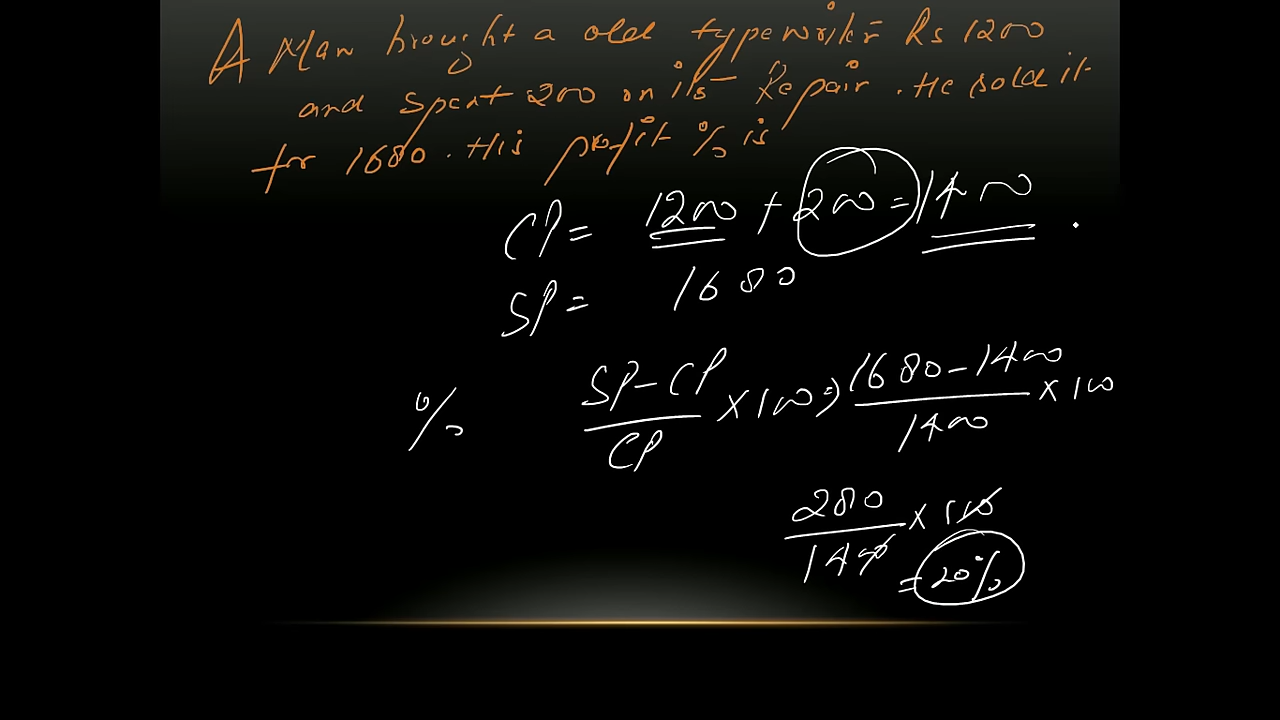 A Man brought a old typewriter Rs 1200
and spent 200 on its Repair. He sold it
for 1680. His profit % is
CP = 1200 + 200 = 1400
SP = 1680
% SP-CP/CP × 100 ⇒ 1680-1400/1400 × 100
280/1400 × 100
= 20%